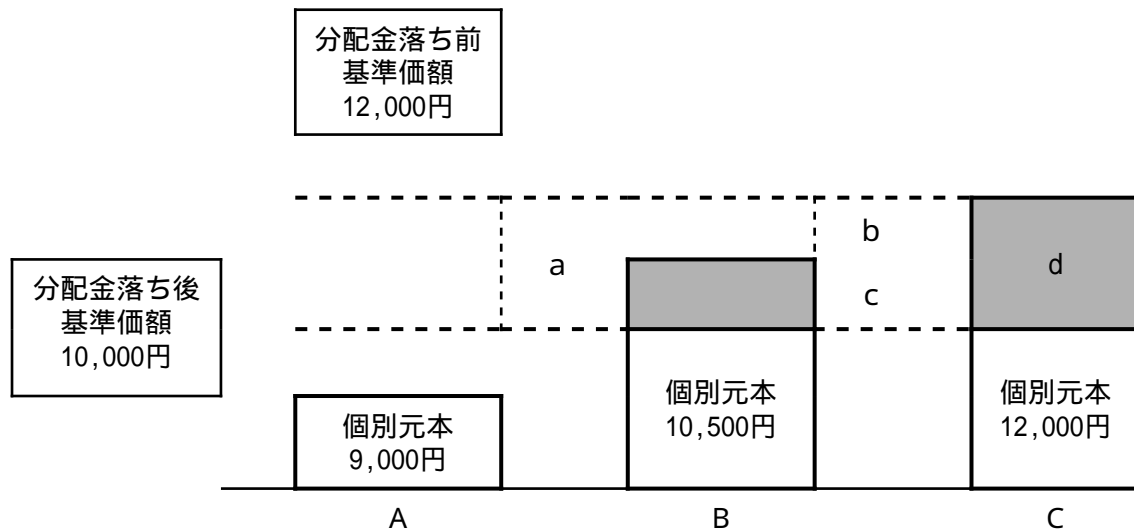 分配金落ち前
基準価額
12,000円
b
a
d
分配金落ち後
基準価額
10,000円
c
個別元本
9,000円
個別元本
10,500円
個別元本
12,000円
A
B
C